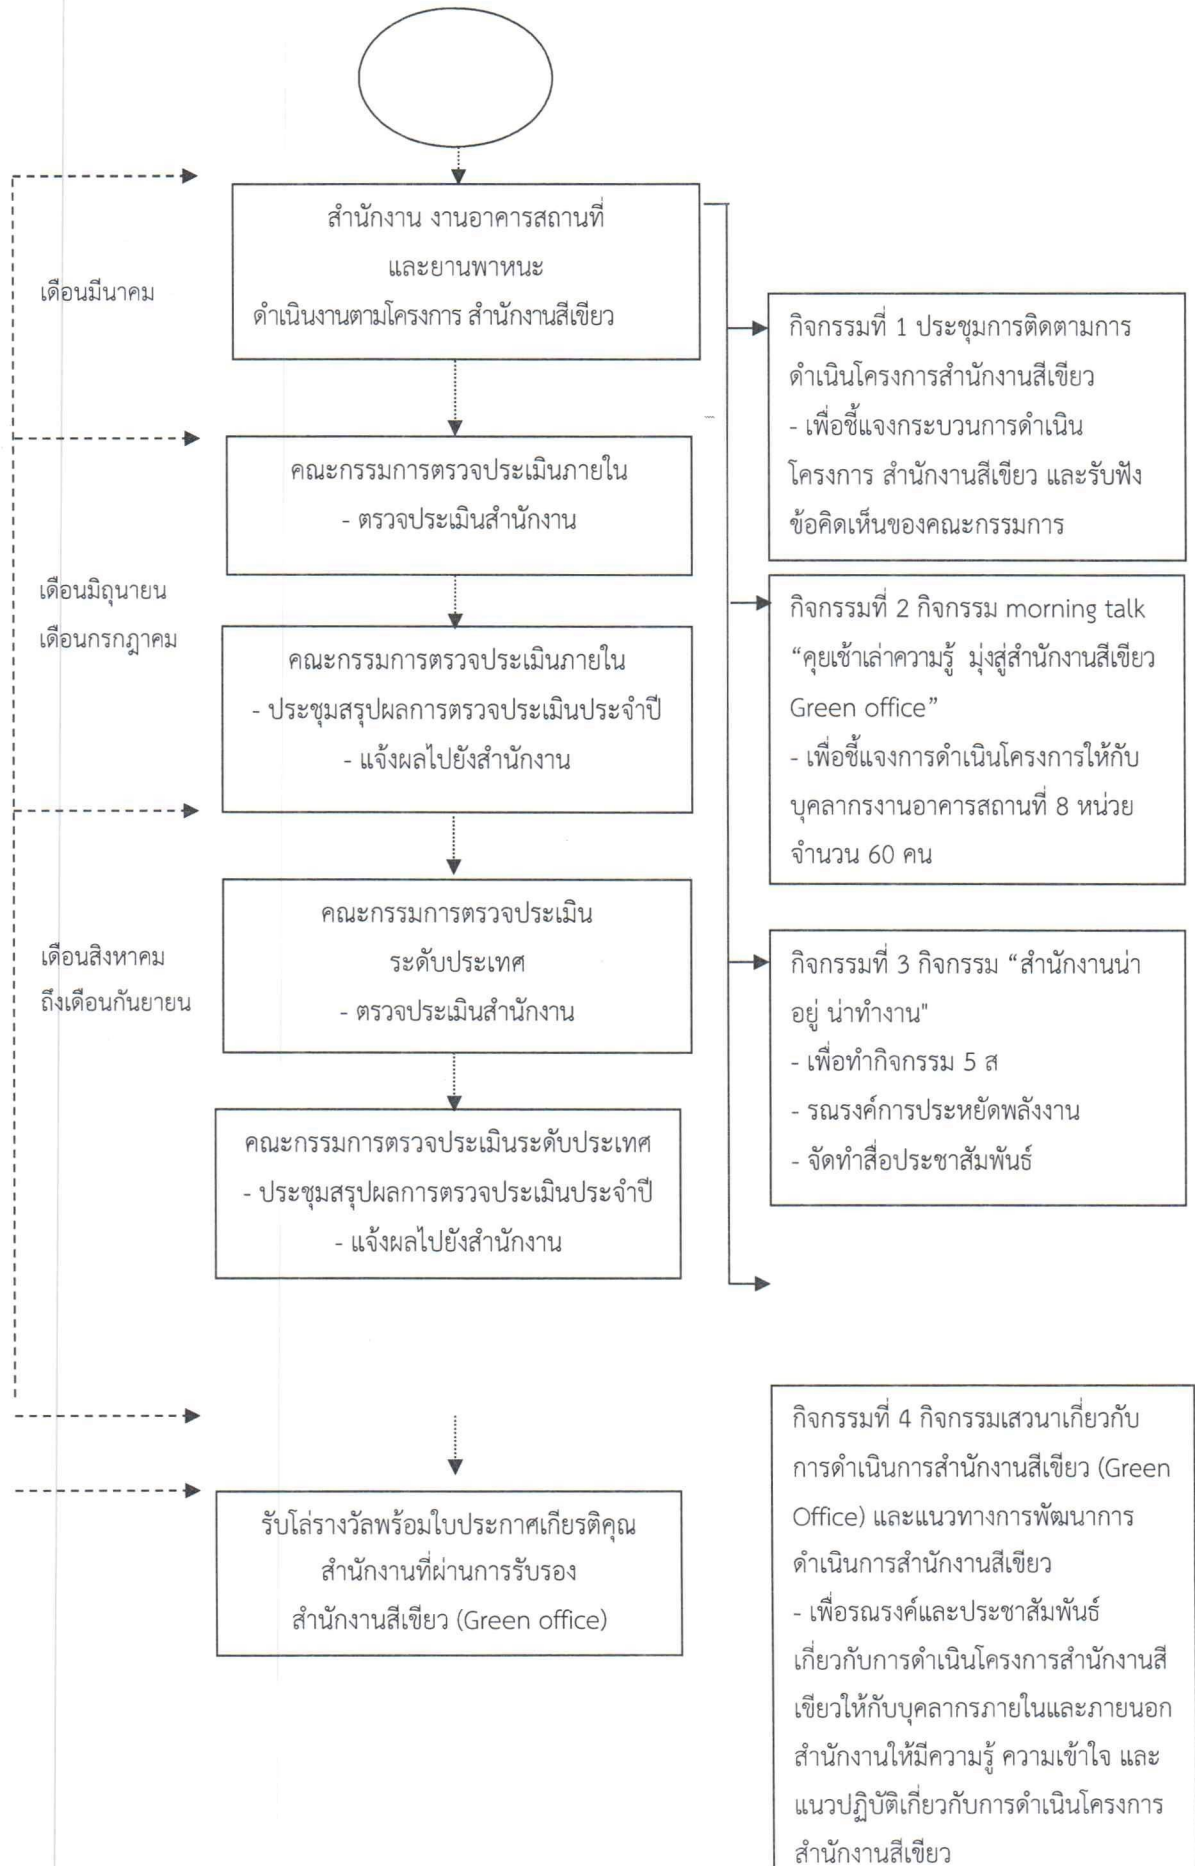 สำนักงาน งานอาคารสถานที่
และยานพาหนะ
ดำเนินงานตามโครงการ สำนักงานสีเขียว
เดือนมีนาคม
คณะกรรมการตรวจประเมินภายใน
- ตรวจประเมินสำนักงาน
เดือนมิถุนายน
เดือนกรกฎาคม
คณะกรรมการตรวจประเมินภายใน
- ประชุมสรุปผลการตรวจประเมินประจำปี
- แจ้งผลไปยังสำนักงาน
คณะกรรมการตรวจประเมิน
ระดับประเทศ
- ตรวจประเมินสำนักงาน
เดือนสิงหาคม
ถึงเดือนกันยายน
คณะกรรมการตรวจประเมินระดับประเทศ
- ประชุมสรุปผลการตรวจประเมินประจำปี
- แจ้งผลไปยังสำนักงาน
รับโล่รางวัลพร้อมใบประกาศเกียรติคุณ
สำนักงานที่ผ่านการรับรอง
สำนักงานสีเขียว (Green office)
กิจกรรมที่ 1 ประชุมการติดตามการ
ดำเนินโครงการสำนักงานสีเขียว
- เพื่อชี้แจงกระบวนการดำเนิน
โครงการ สำนักงานสีเขียว และรับฟัง
ข้อคิดเห็นของคณะกรรมการ
กิจกรรมที่ 2 กิจกรรม morning talk
“คุยเช้าเล่าความรู้ มุ่งสู่สำนักงานสีเขียว
Green office”
- เพื่อชี้แจงการดำเนินโครงการให้กับ
บุคลากรงานอาคารสถานที่ 8 หน่วย
จำนวน 60 คน
กิจกรรมที่ 3 กิจกรรม “สำนักงานน่า
อยู่ น่าทำงาน"
- เพื่อทำกิจกรรม 5 ส
- รณรงค์การประหยัดพลังงาน
- จัดทำสื่อประชาสัมพันธ์
กิจกรรมที่ 4 กิจกรรมเสวนาเกี่ยวกับ
การดำเนินการสำนักงานสีเขียว (Green
Office) และแนวทางการพัฒนาการ
ดำเนินการสำนักงานสีเขียว
- เพื่อรณรงค์และประชาสัมพันธ์
เกี่ยวกับการดำเนินโครงการสำนักงานสี
เขียวให้กับบุคลากรภายในและภายนอก
สำนักงานให้มีความรู้ ความเข้าใจ และ
แนวปฏิบัติเกี่ยวกับการดำเนินโครงการ
สำนักงานสีเขียว